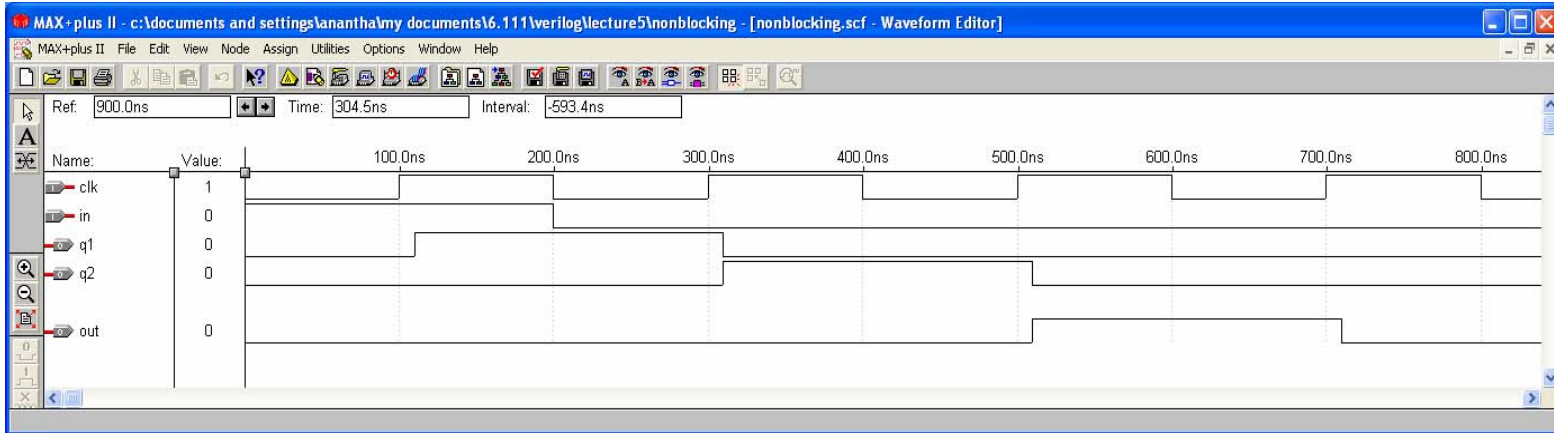 MAX+plus II - c:\documents and settings\anantha\my documents\6.111\verilog\lecture5\nonblocking - [nonblocking.scf - Waveform Editor]
MAX+plus II File Edit View Node Assign Utilities Options Window Help
Ref: 900.0ns Time: 304.5ns Interval: -593.4ns
Name: Value: 100.0ns 200.0ns 300.0ns 400.0ns 500.0ns 600.0ns 700.0ns 800.0ns
clk 1
in 0
q1 0
q2 0
out 0